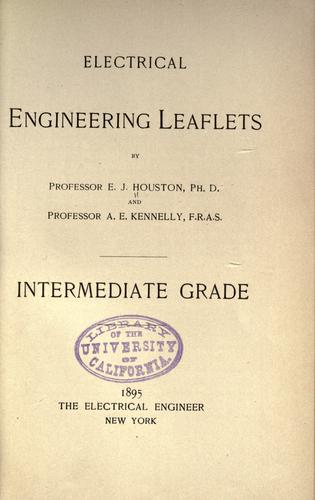 ELECTRICAL
ENGINEERING LEAFLETS
BY
PROFESSOR E. J. HOUSTON, PH. D.
AND
PROFESSOR A. E. KENNELLY, F.R.A.S.
INTERMEDIATE GRADE
LIBRARY
OF THE
UNIVERSITY
OF
CALIFORNIA.
1895
THE ELECTRICAL ENGINEER
NEW YORK